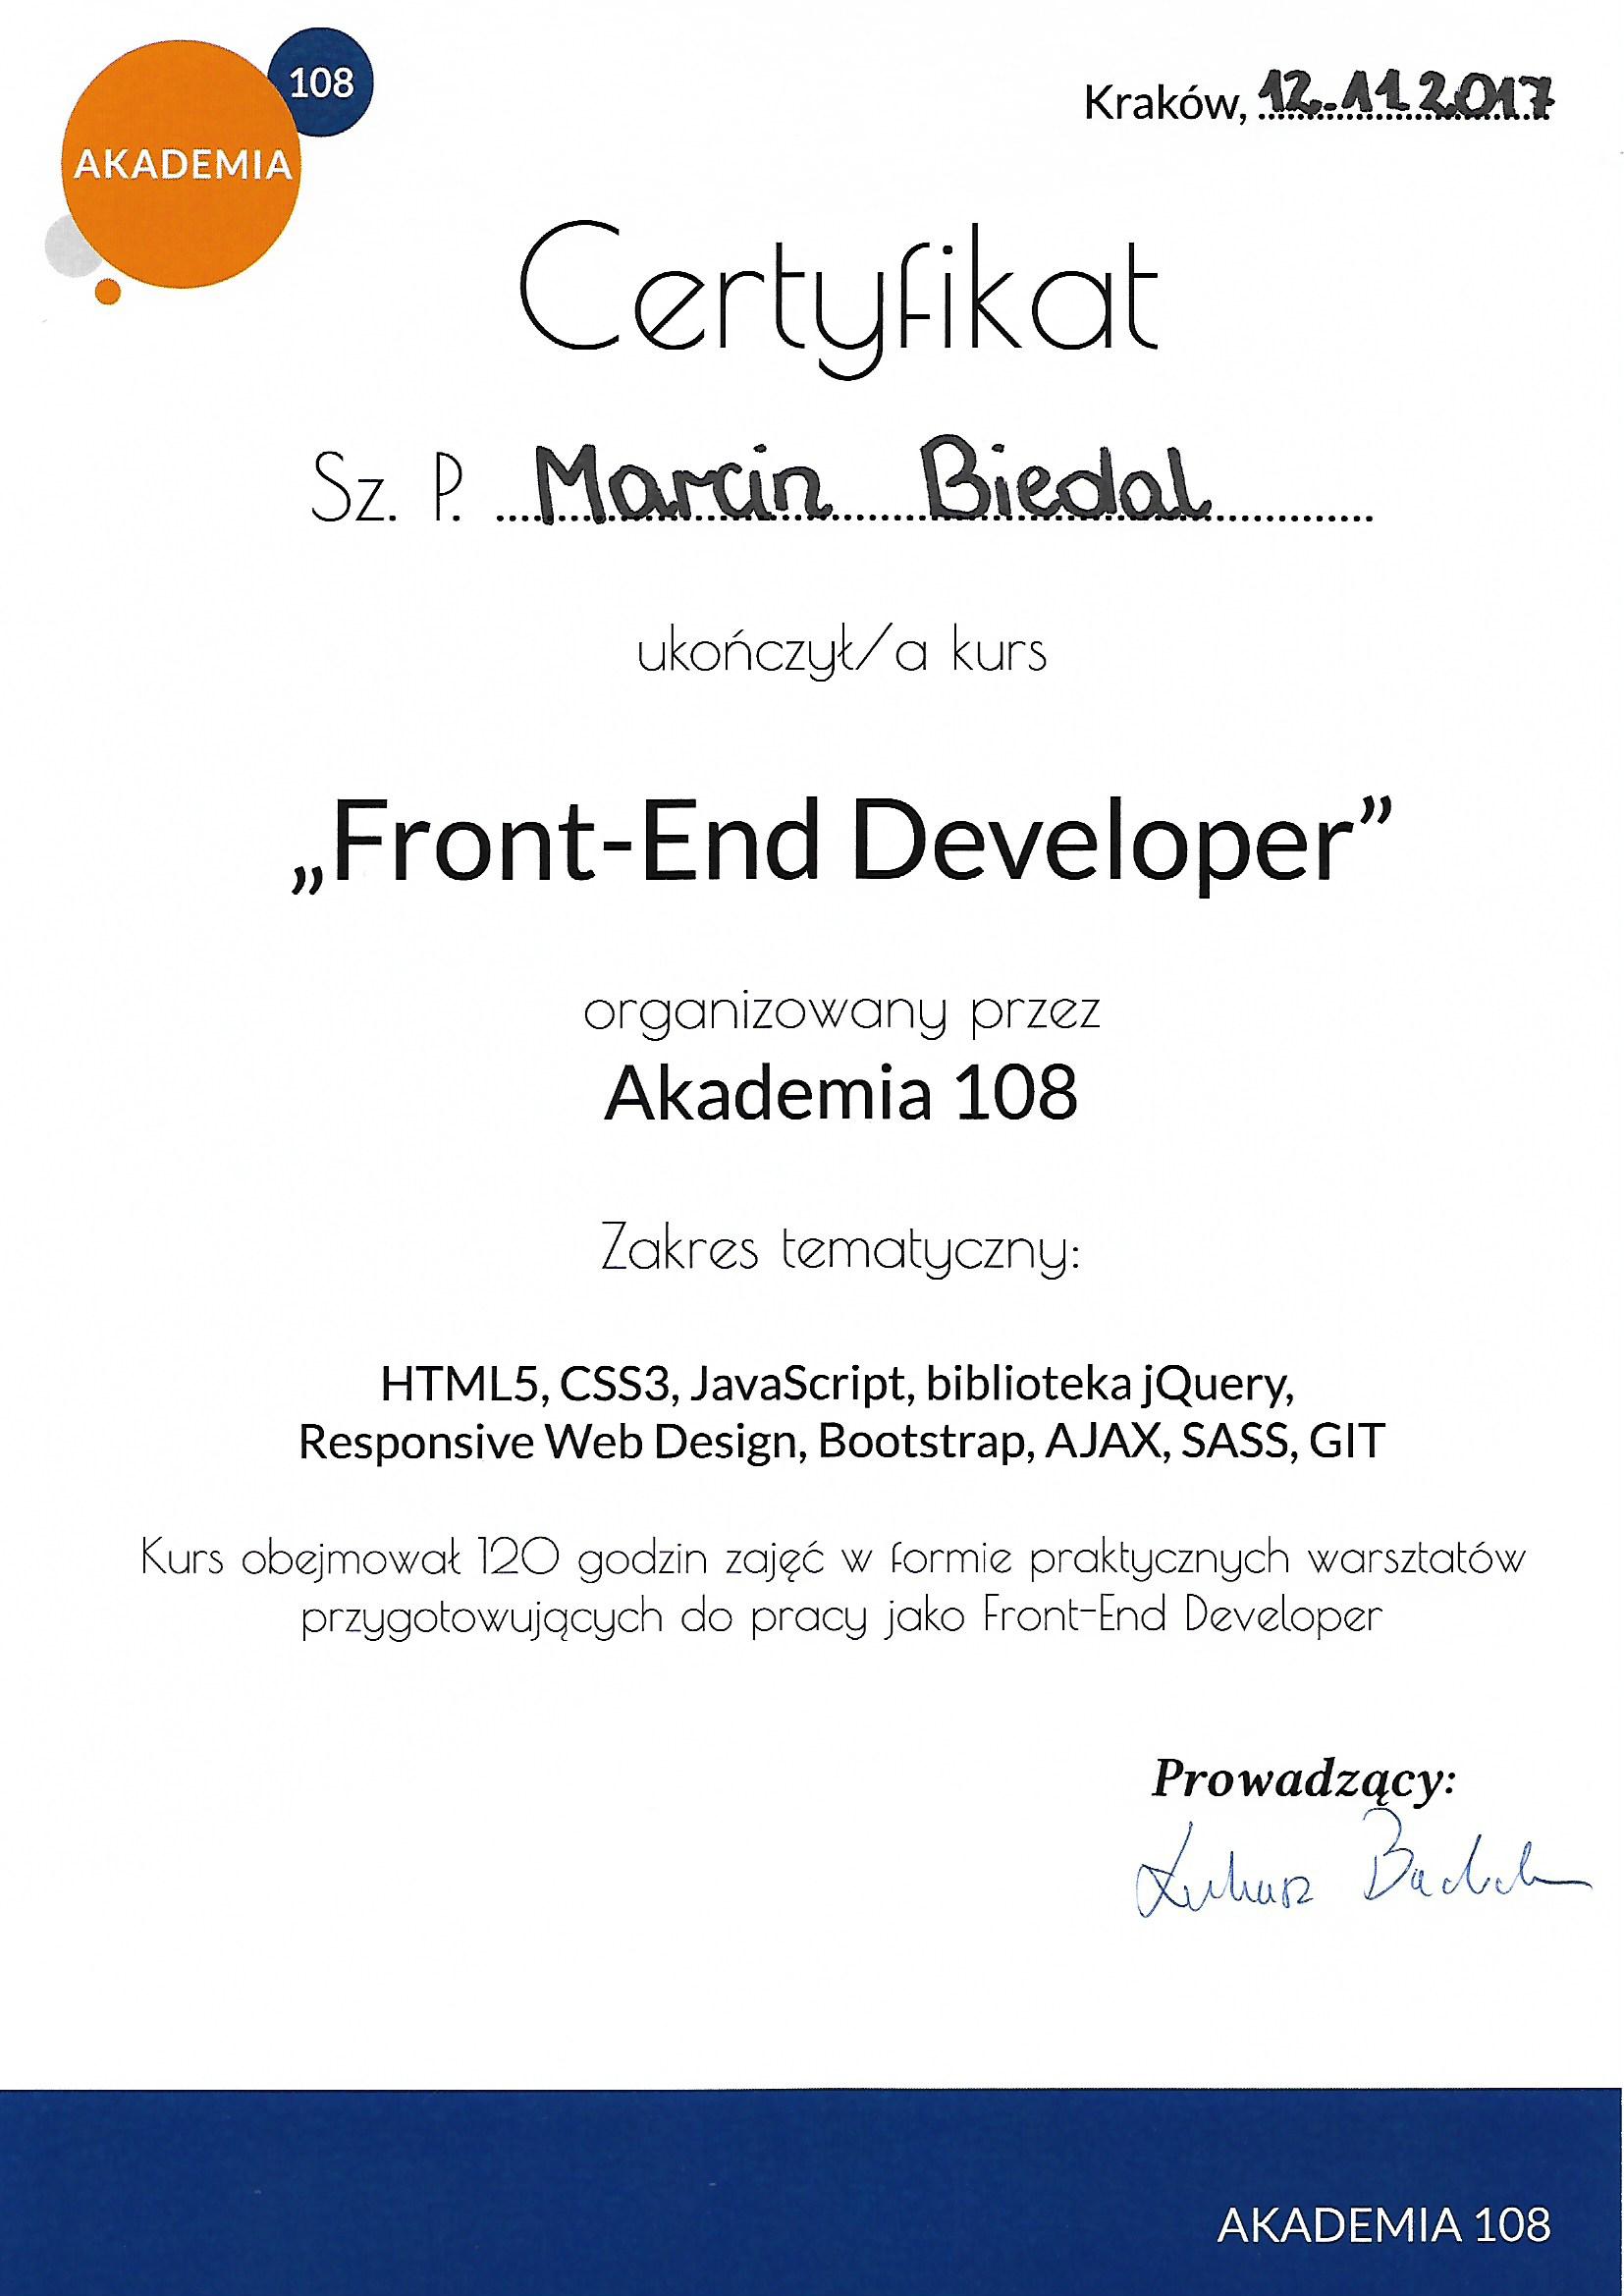 108
AKADEMIA
Kraków, 12.11.2017
Certyfikat
Sz. P. Marcin Biedal
ukończył/a kurs
„Front-End Developer”
organizowany przez
Akademia 108
Zakres tematyczny:
HTML5, CSS3, JavaScript, biblioteka jQuery,
Responsive Web Design, Bootstrap, AJAX, SASS, GIT
Kurs obejmował 120 godzin zajęć w formie praktycznych warsztatów
przygotowujących do pracy jako Front-End Developer
Prowadzący:
Łukasz
AKADEMIA 108